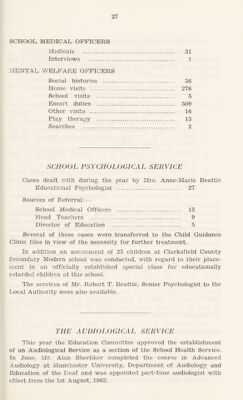 27
SCHOOL MEDICAL OFFICERS
Medicals ........ 31
Interviews ........ 1
MENTAL WELFARE OFFICERS
Social histories ........ 36
Home visits ........ 276
School visits ........ 5
Escort duties ........ 509
Other visits ........ 16
Play therapy ........ 13
Searches ........ 2
SCHOOL PSYCHOLOGICAL SERVICE
Cases dealt with during the year by Mrs. Anne-Marie Beattie
Educational Psychologist ........ 27
Sources of Referral:—
School Medical Officers ........ 13
Head Teachers ........ 9
Director of Education ........ 5
Several of these cases were transferred to the Child Guidance
Clinic files in view of the necessity for further treatment.
In addition an assessment of 25 children at Clarksfield County
Secondary Modern school was conducted, with regard to their place-
ment in an officially established special class for educationally
retarded children at this school.
The services of Mr. Robert T. Beattie, Senior Psychologist to the
Local Authority were also available.
THE AUDIOLOGICAL SERVICE
This year the Education Committee approved the establishment
of an Audiological Service as a section of the School Health Service.
In June, Mr. Alan Sherliker completed the course in Advanced
Audiology at Manchester University, Department of Audiology and
Education of the Deaf and was appointed part-time audiologist with
effect from the 1st August, 1963.